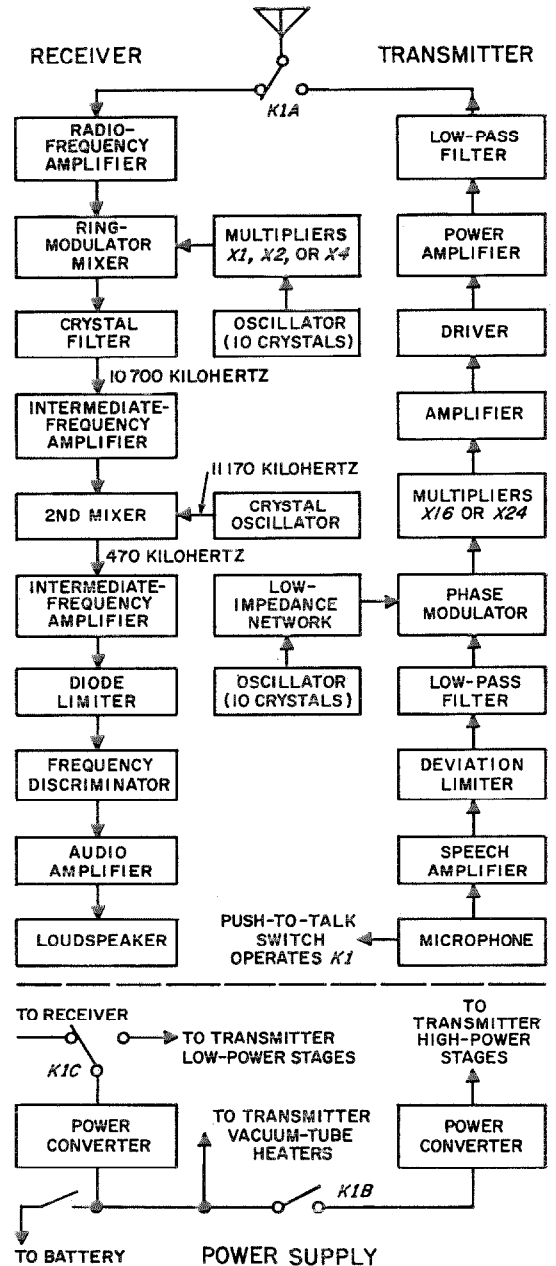 RECEIVER
TRANSMITTER
K1A
RADIO-
FREQUENCY
AMPLIFIER
RING-
MODULATOR
MIXER
MULTIPLIERS
X1, X2, OR X4
CRYSTAL
FILTER
OSCILLATOR
(10 CRYSTALS)
10 700 KILOHERTZ
INTERMEDIATE-
FREQUENCY
AMPLIFIER
11 170 KILOHERTZ
2ND MIXER
CRYSTAL
OSCILLATOR
470 KILOHERTZ
INTERMEDIATE-
FREQUENCY
AMPLIFIER
LOW-
IMPEDANCE
NETWORK
DIODE
LIMITER
OSCILLATOR
(10 CRYSTALS)
FREQUENCY
DISCRIMINATOR
AUDIO
AMPLIFIER
LOUDSPEAKER
LOW-PASS
FILTER
POWER
AMPLIFIER
DRIVER
AMPLIFIER
MULTIPLIERS
X16 OR X24
PHASE
MODULATOR
LOW-PASS
FILTER
DEVIATION
LIMITER
SPEECH
AMPLIFIER
MICROPHONE
PUSH-TO-TALK
SWITCH
OPERATES K1
TO RECEIVER
K1C
TO TRANSMITTER
LOW-POWER STAGES
TO
TRANSMITTER
HIGH-POWER
STAGES
POWER
CONVERTER
TO TRANSMITTER
VACUUM-TUBE
HEATERS
POWER
CONVERTER
K1B
TO BATTERY
POWER SUPPLY